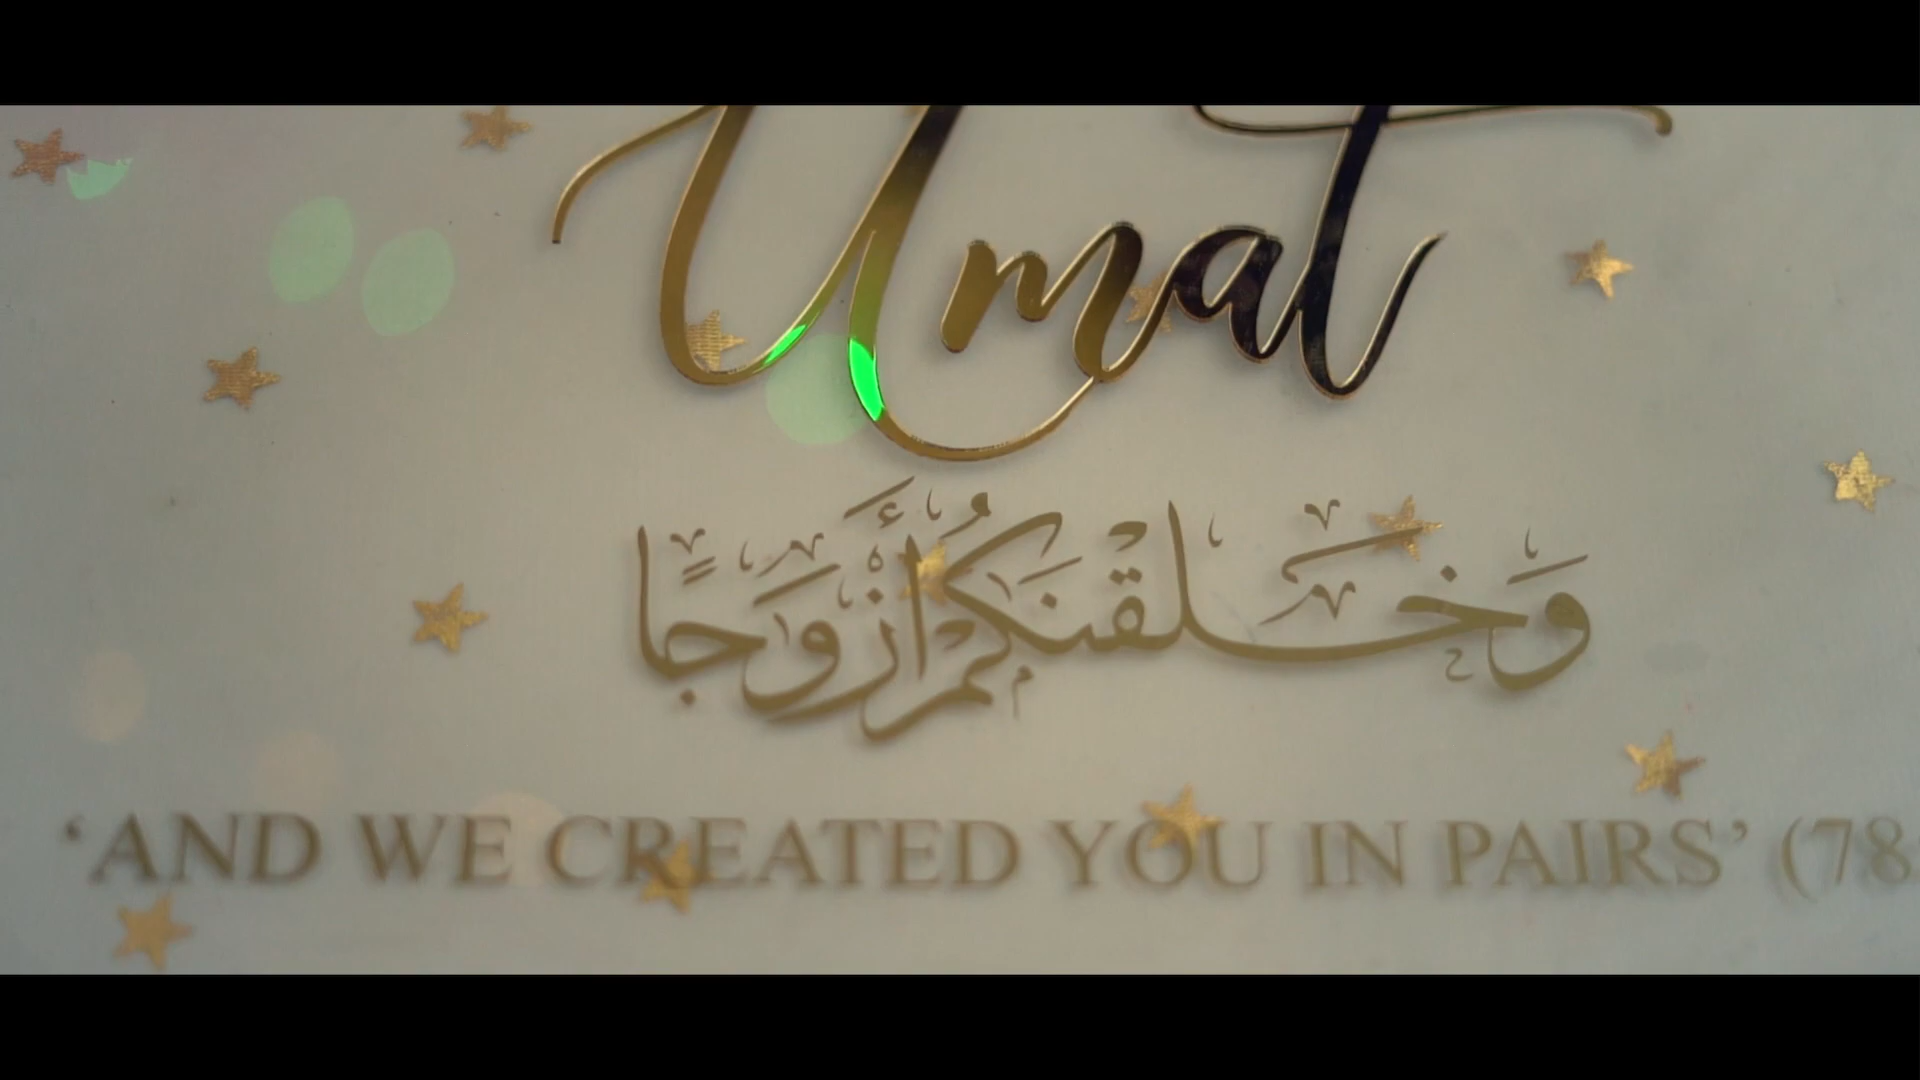 Umat
وَخَلَقْنَٰكُمْ أَزْوَٰجًا
‘AND WE CREATED YOU IN PAIRS’ (78